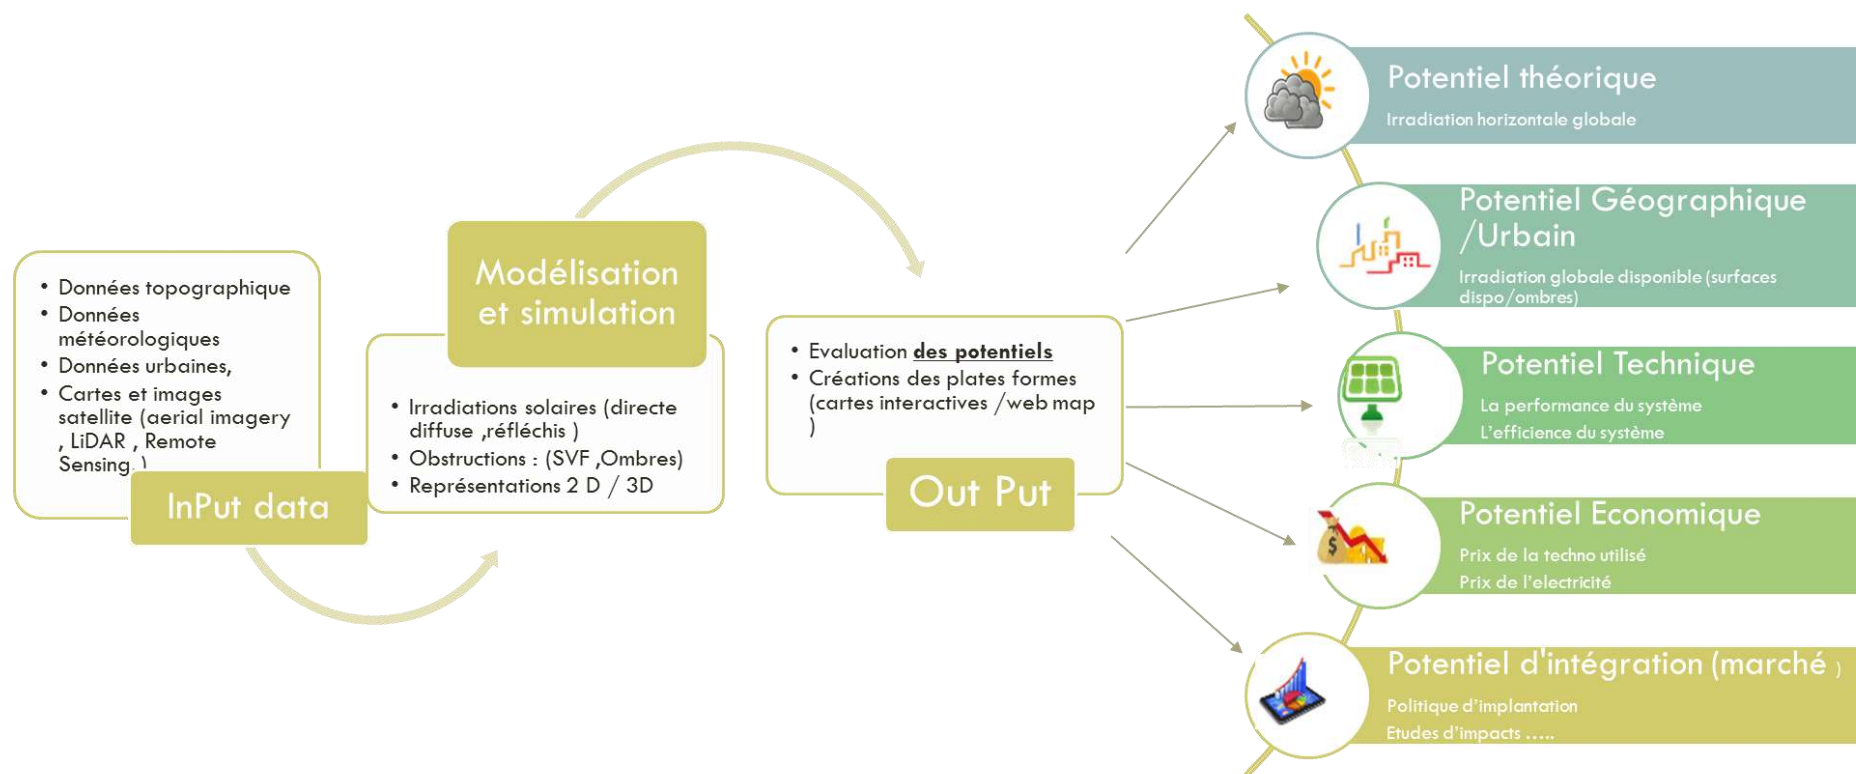 • Données topographique
• Données
météorologiques
• Données urbaines,
• Cartes et images
satellite (aerial imagery
, LiDAR , Remote
Sensing. )
InPut data
Modélisation
et simulation
• Irradiations solaires (directe
diffuse ,réfléchis )
• Obstructions : (SVF ,Ombres)
• Représentations 2 D / 3D
• Evaluation des potentiels
• Créations des plates formes
(cartes interactives /web map
)
Out Put
Potentiel théorique
Irradiation horizontale globale
Potentiel Géographique
/Urbain
Irradiation globale disponible (surfaces
dispo/ombres)
Potentiel Technique
La performance du système
L'efficience du système
Potentiel Economique
Prix de la techno utilisé
Prix de l'electricité
Potentiel d'intégration (marché )
Politique d'implantation
Etudes d'impacts .....